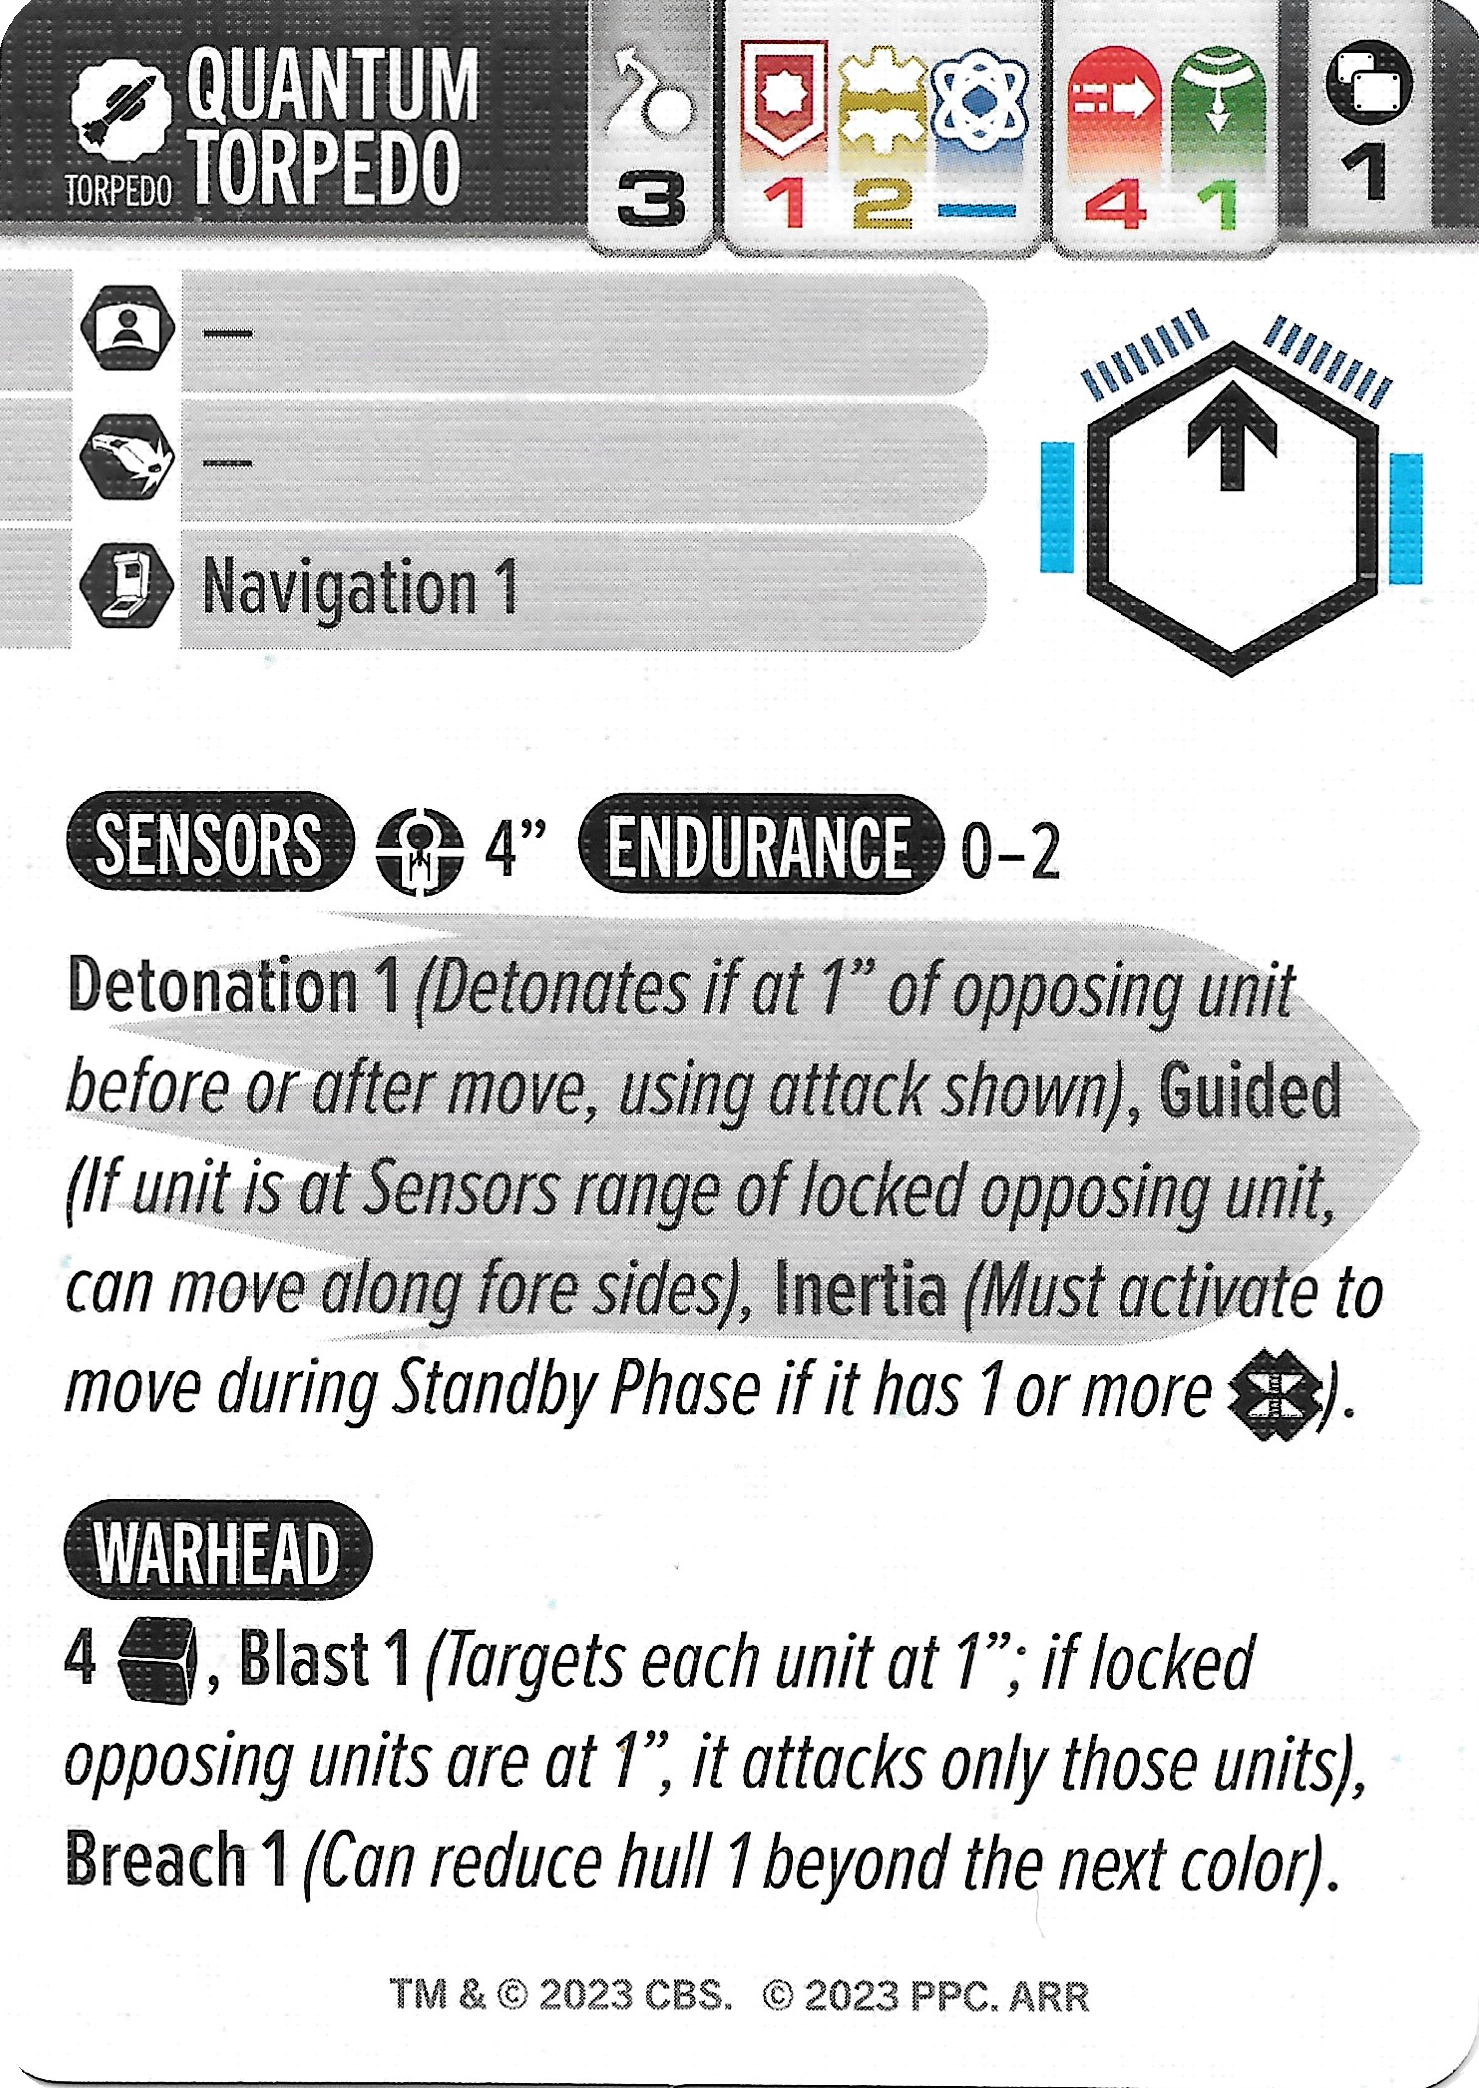 QUANTUM
TORPEDO
TORPEDO
3
1 2 —
4 1
1
—
—
Navigation 1
SENSORS 4” ENDURANCE 0–2
Detonation 1 (Detonates if at 1” of opposing unit
before or after move, using attack shown), Guided
(If unit is at Sensors range of locked opposing unit,
can move along fore sides), Inertia (Must activate to
move during Standby Phase if it has 1 or more ).
WARHEAD
4 , Blast 1 (Targets each unit at 1”; if locked
opposing units are at 1”, it attacks only those units),
Breach 1 (Can reduce hull 1 beyond the next color).
TM & © 2023 CBS. © 2023 PPC. ARR